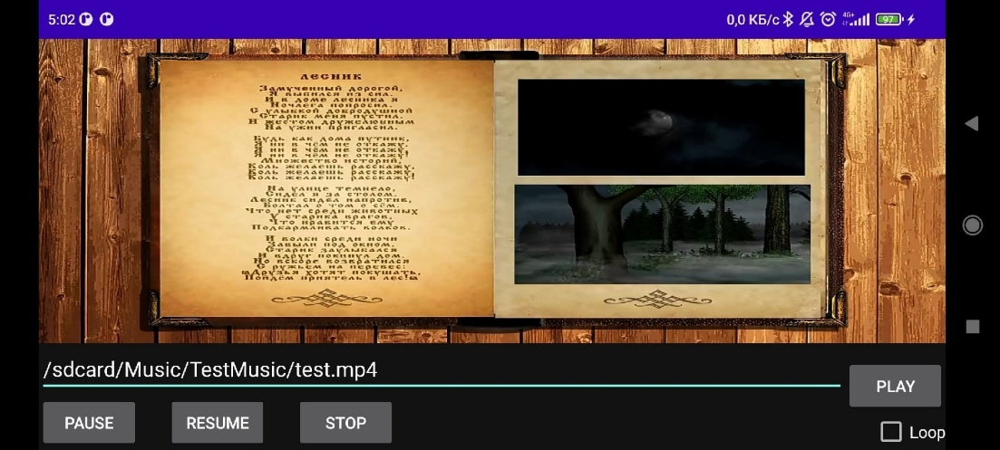 5:02
0,0 КБ/с
4G+
97
ЛЕСНИК
Замученный дорогой,
Я выбился из сил.
И в доме лесника я
Ночлега попросил.
С улыбкой добродушной
Старик меня пустил,
И жестом дружелюбным
На ужин пригласил.
Будь как дома путник,
Я ни в чём не откажу,
Я ни в чём не откажу,
Я ни в чём не откажу!
Множество историй,
Коль желаешь расскажу,
Коль желаешь расскажу,
Коль желаешь расскажу!
На улице темнело,
Сидел я за столом.
Лесник сидел напротив,
Болтал о том о сём.
Что нет среди животных
У старика врагов,
Что нравится ему
Подкармливать волков.
И волки среди ночи
Завыли под окном.
Старик заулыбался
И вдруг покинул дом.
Но вскоре возвратился
С ружьём на перевес:
"Друзья хотят покушать,
Пойдём приятель в лес!"
/sdcard/Music/TestMusic/test.mp4
PLAY
PAUSE
RESUME
STOP
Loop